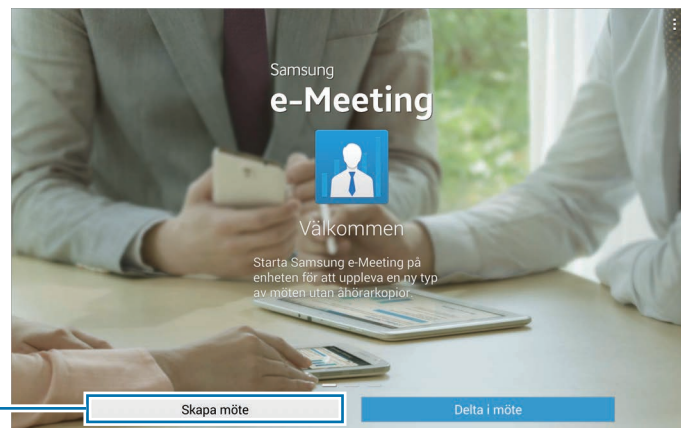 Samsung
e-Meeting
Välkommen
Starta Samsung e-Meeting på
enheten för att uppleva en ny typ
av möten utan åhörarkopior.
Skapa möte
Delta i möte